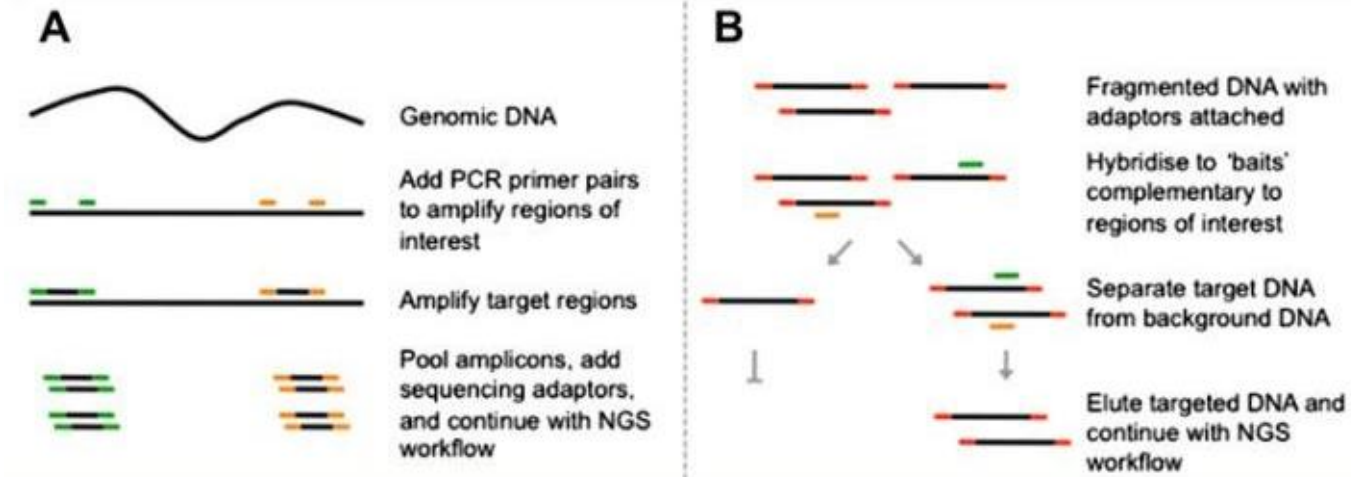 A
Genomic DNA
Add PCR primer pairs
to amplify regions of
interest
Amplify target regions
Pool amplicons, add
sequencing adaptors,
and continue with NGS
workflow
B
Fragmented DNA with
adaptors attached
Hybridise to 'baits'
complementary to
regions of interest
Separate target DNA
from background DNA
Elute targeted DNA and
continue with NGS
workflow